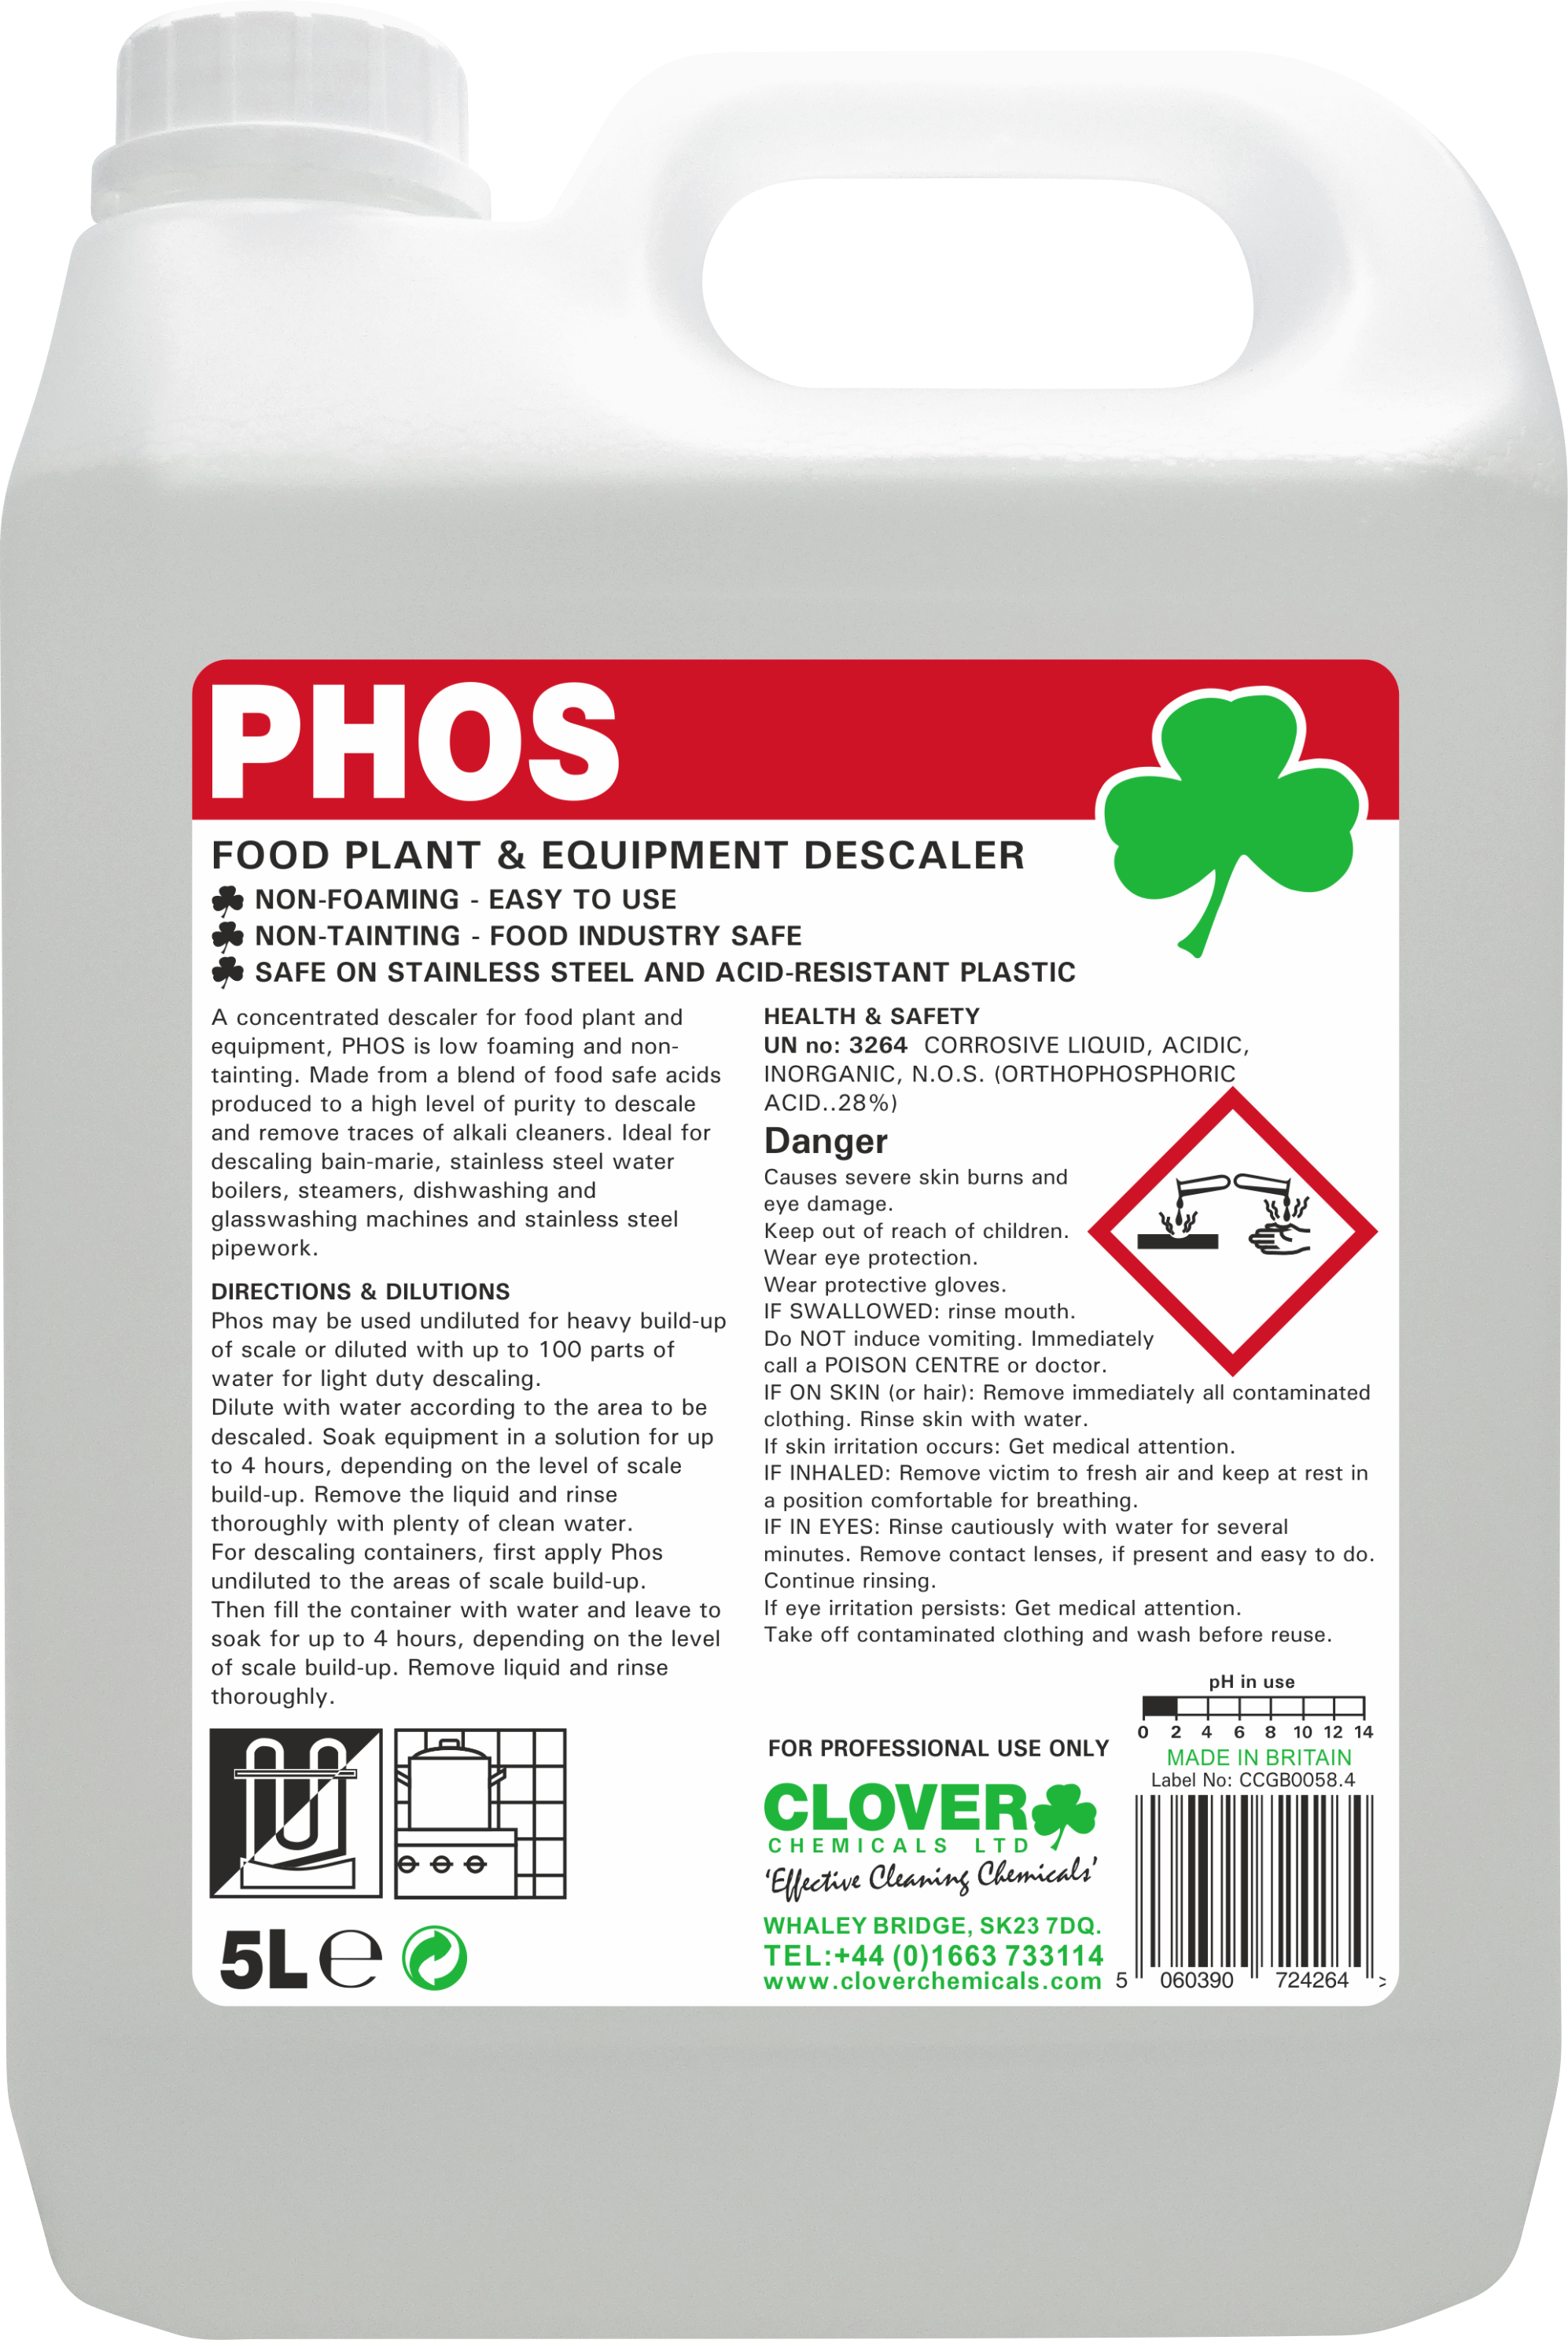 PHOS
FOOD PLANT & EQUIPMENT DESCALER
NON-FOAMING - EASY TO USE
NON-TAINTING - FOOD INDUSTRY SAFE
SAFE ON STAINLESS STEEL AND ACID-RESISTANT PLASTIC
A concentrated descaler for food plant and
equipment, PHOS is low foaming and non-
tainting. Made from a blend of food safe acids
produced to a high level of purity to descale
and remove traces of alkali cleaners. Ideal for
descaling bain-marie, stainless steel water
boilers, steamers, dishwashing and
glasswashing machines and stainless steel
pipework.
DIRECTIONS & DILUTIONS
Phos may be used undiluted for heavy build-up
of scale or diluted with up to 100 parts of
water for light duty descaling.
Dilute with water according to the area to be
descaled. Soak equipment in a solution for up
to 4 hours, depending on the level of scale
build-up. Remove the liquid and rinse
thoroughly with plenty of clean water.
For descaling containers, first apply Phos
undiluted to the areas of scale build-up.
Then fill the container with water and leave to
soak for up to 4 hours, depending on the level
of scale build-up. Remove liquid and rinse
thoroughly.
5L e
HEALTH & SAFETY
UN no: 3264 CORROSIVE LIQUID, ACIDIC,
INORGANIC, N.O.S. (ORTHOPHOSPHORIC
ACID..28%)
Danger
Causes severe skin burns and
eye damage.
Keep out of reach of children.
Wear eye protection.
Wear protective gloves.
IF SWALLOWED: rinse mouth.
Do NOT induce vomiting. Immediately
call a POISON CENTRE or doctor.
IF ON SKIN (or hair): Remove immediately all contaminated
clothing. Rinse skin with water.
If skin irritation occurs: Get medical attention.
IF INHALED: Remove victim to fresh air and keep at rest in
a position comfortable for breathing.
IF IN EYES: Rinse cautiously with water for several
minutes. Remove contact lenses, if present and easy to do.
Continue rinsing.
If eye irritation persists: Get medical attention.
Take off contaminated clothing and wash before reuse.
pH in use
0 2 4 6 8 10 12 14
MADE IN BRITAIN
Label No: CCGB0058.4
FOR PROFESSIONAL USE ONLY
CLOVER
CHEMICALS LTD
'Effective Cleaning Chemicals'
WHALEY BRIDGE, SK23 7DQ.
TEL:+44 (0)1663 733114
www.cloverchemicals.com
5 060390 724264 >